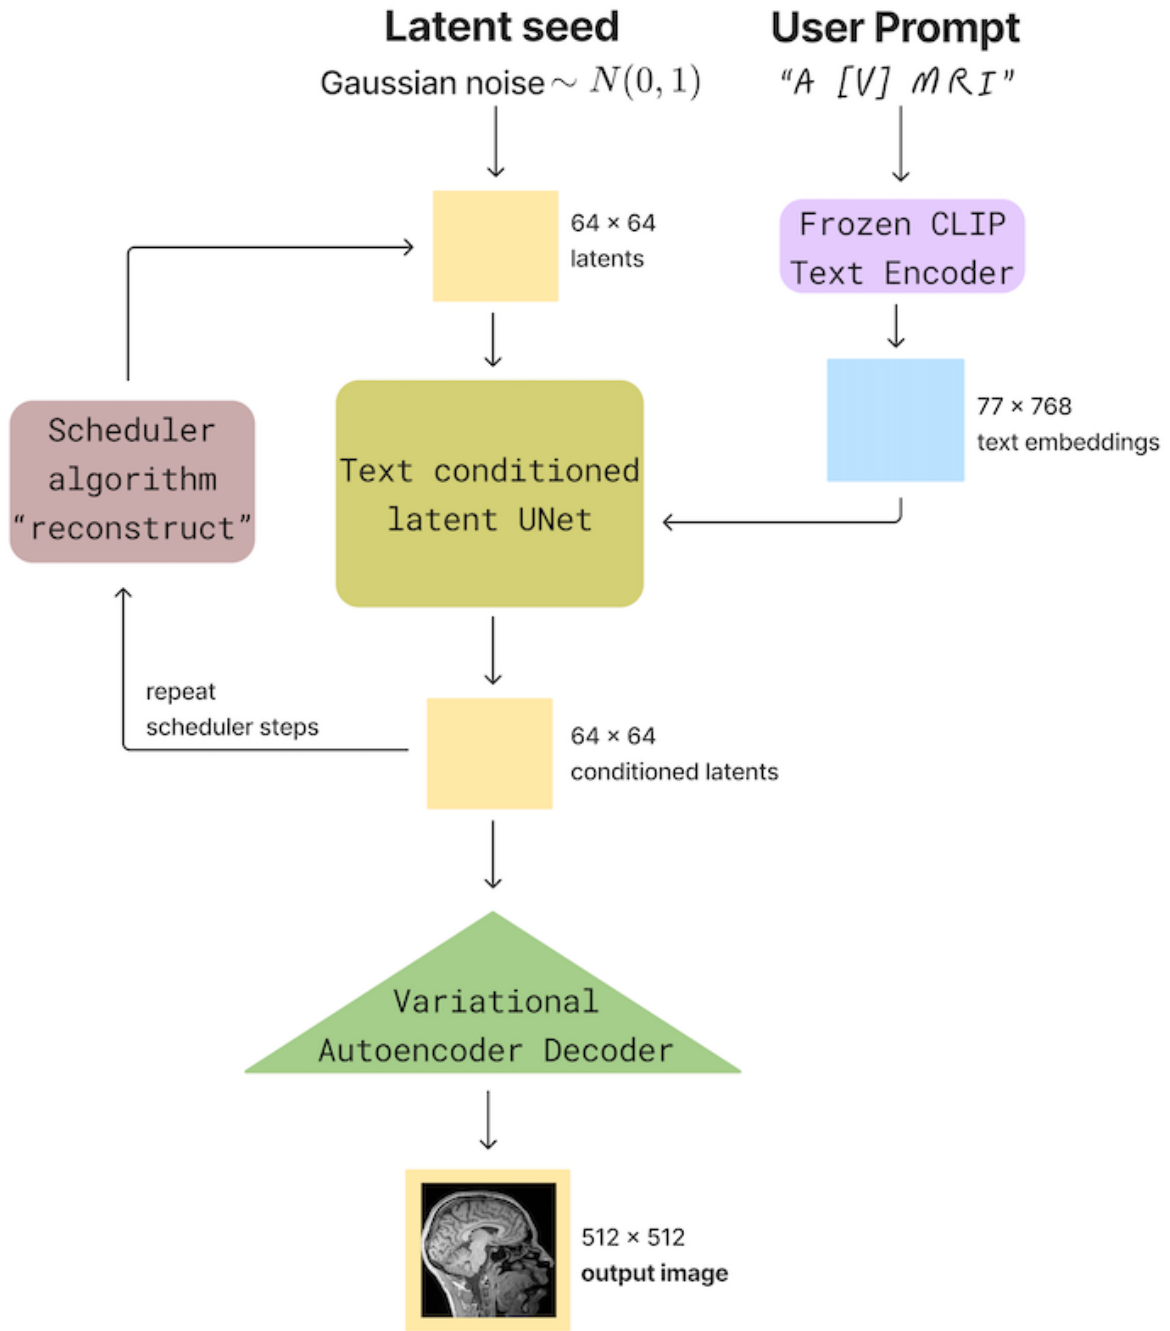 Latent seed
Gaussian noise ~ N(0, 1)
User Prompt
“A [V] MRI”
64 × 64
latents
Frozen CLIP
Text Encoder
77 × 768
text embeddings
Scheduler
algorithm
“reconstruct”
Text conditioned
latent UNet
repeat
scheduler steps
64 × 64
conditioned latents
Variational
Autoencoder Decoder
512 × 512
output image